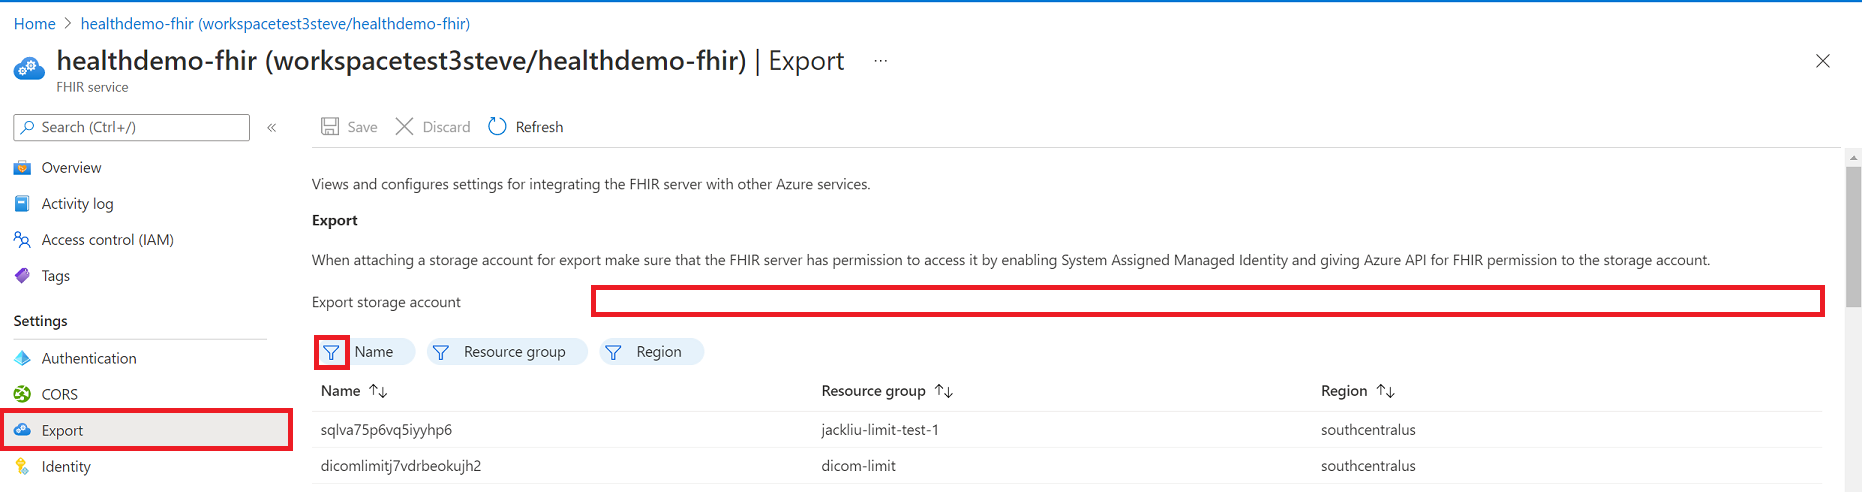 Home > healthdemo-fhir (workspacetest3steve/healthdemo-fhir)
healthdemo-fhir (workspacetest3steve/healthdemo-fhir) | Export ...
FHIR service
Search (Ctrl+/) «
Save Discard Refresh
Overview
Activity log
Access control (IAM)
Tags
Settings
Authentication
CORS
Export
Identity
Views and configures settings for integrating the FHIR server with other Azure services.
Export
When attaching a storage account for export make sure that the FHIR server has permission to access it by enabling System Assigned Managed Identity and giving Azure API for FHIR permission to the storage account.
Export storage account
Name Resource group Region
Name ↑↓ Resource group ↑↓ Region ↑↓
sqlva75p6vq5iyyhp6 jackliu-limit-test-1 southcentralus
dicomlimitj7vdrbeokujh2 dicom-limit southcentralus